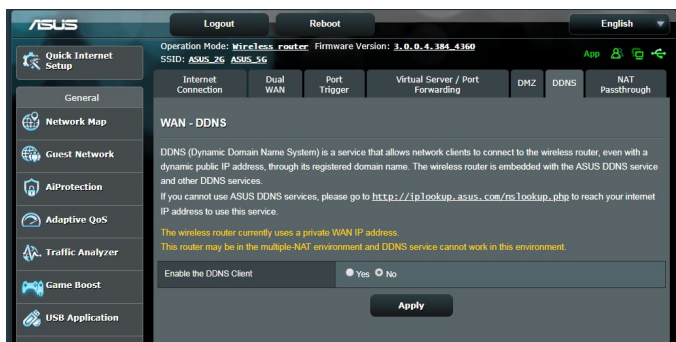 ASUS
Logout
Reboot
English
Quick Internet
Setup
Operation Mode: Wireless router Firmware Version: 3.0.0.4.384_4360
SSID: ASUS_2G ASUS_5G
App
General
Network Map
Guest Network
AiProtection
Adaptive QoS
Traffic Analyzer
Game Boost
USB Application
Internet
Connection
Dual
WAN
Port
Trigger
Virtual Server / Port
Forwarding
DMZ
DDNS
NAT
Passthrough
WAN - DDNS
DDNS (Dynamic Domain Name System) is a service that allows network clients to connect to the wireless router, even with a
dynamic public IP address, through its registered domain name. The wireless router is embedded with the ASUS DDNS service
and other DDNS services.
If you cannot use ASUS DDNS services, please go to http://iplookup.asus.com/nslookup.php to reach your internet
IP address to use this service.
The wireless router currently uses a private WAN IP
address.
This router may be in the multiple-NAT environment and DDNS service cannot work in this environment.
Enable the DDNS Client
Yes No
Apply